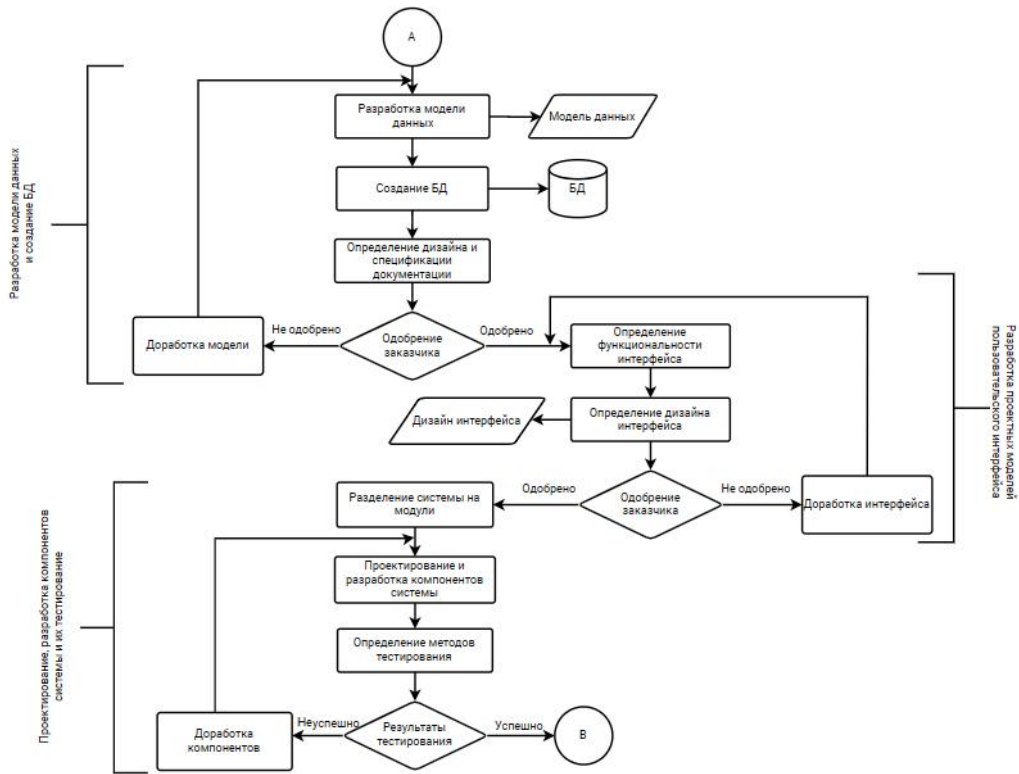 A
Разработка модели
данных
Модель данных
Создание БД
БД
Определение дизайна и
спецификации
документации
Разработка модели данных
и создание БД
Доработка модели
Не одобрено
Одобрение
заказчика
Одобрено
Определение
функциональности
интерфейса
Дизайн интерфейса
Определение дизайна
интерфейса
Разработка проектных моделей
пользовательского интерфейса
Разделение системы на
модули
Одобрено
Одобрение
заказчика
Не одобрено
Доработка интерфейса
Проектирование и
разработка компонентов
системы
Определение методов
тестирования
Проектирование, разработка компонентов
системы и их тестирование
Доработка
компонентов
Неуспешно
Результаты
тестирования
Успешно
B